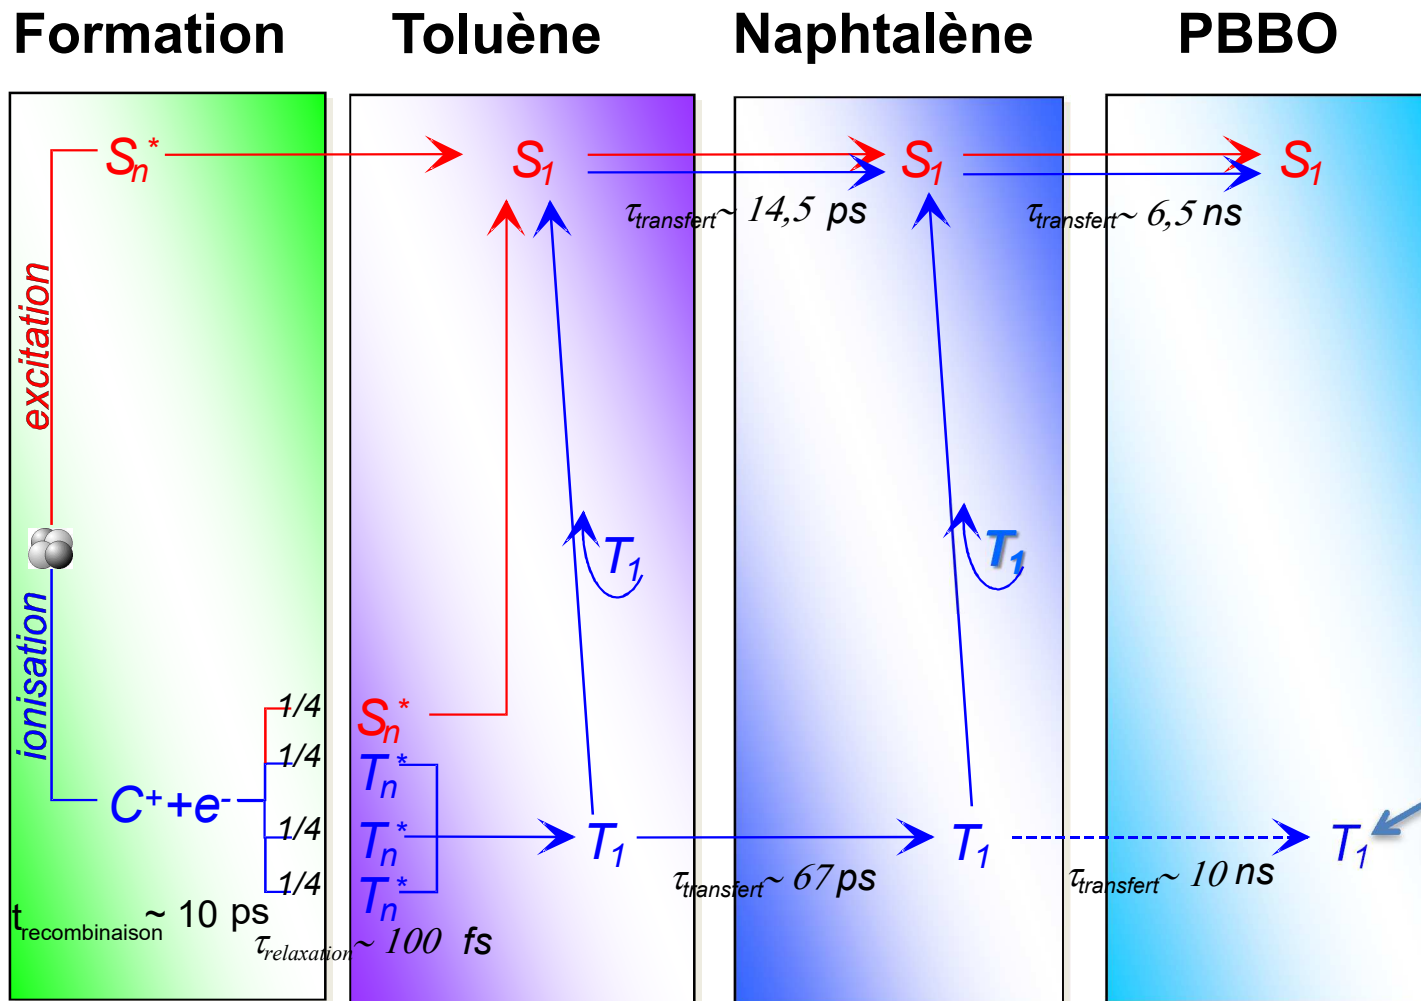 Formation Toluène Naphtalène PBBO
Sn* S1 S1 S1
τtransfert~ 14,5 ps τtransfert~ 6,5 ns
excitation
T1 T1
ionisation
1/4 Sn*
1/4 Tn*
C⁺+e⁻
1/4 Tn* T1 T1 T1
τtransfert~ 67 ps τtransfert~ 10 ns
1/4 Tn*
trecombinaison ~ 10 ps
τrelaxation~ 100 fs